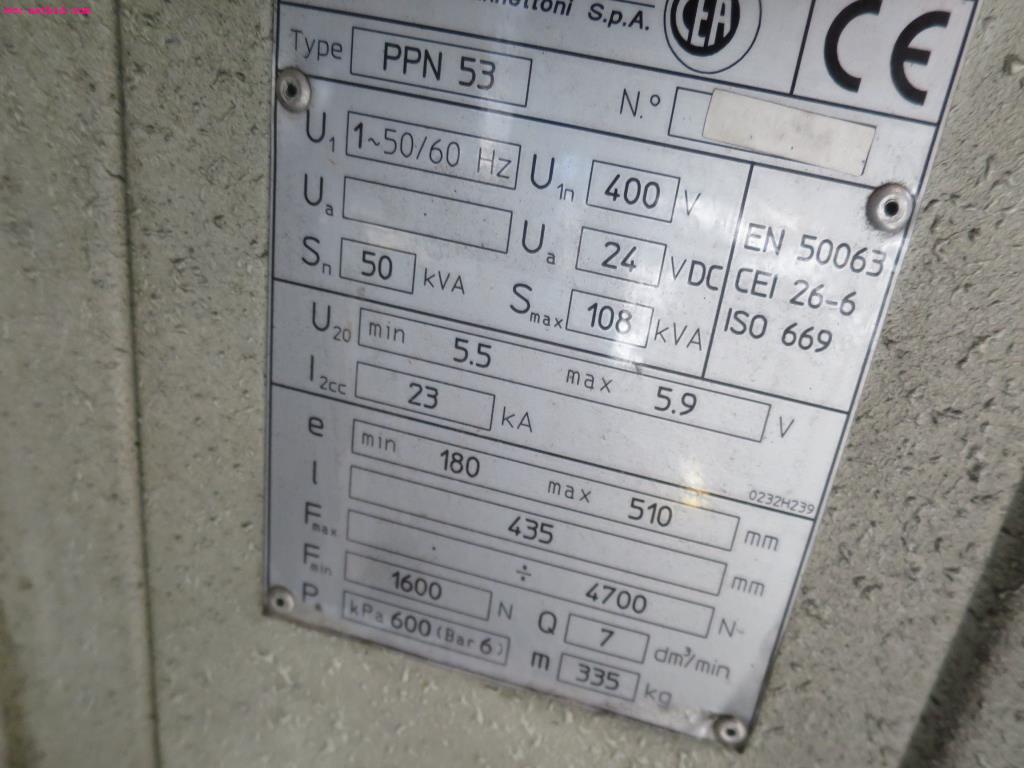 S.p.A.
CEA
CE
Type PPN 53
N.º
U1 1~50/60 Hz U1n 400 V
Ua Ua 24 VDC
Sn 50 kVA Smax 108 kVA
EN 50063
CEI 26-6
ISO 669
U20 min 5.5 max 5.9 V
I2cc 23 kA
e min 180 max 510 mm
0232H239
l 435 mm
Fmax ÷ 4700 N
Fmin 1600 N Q 7 dm³/min
kPa 600 (Bar 6) m 335 kg